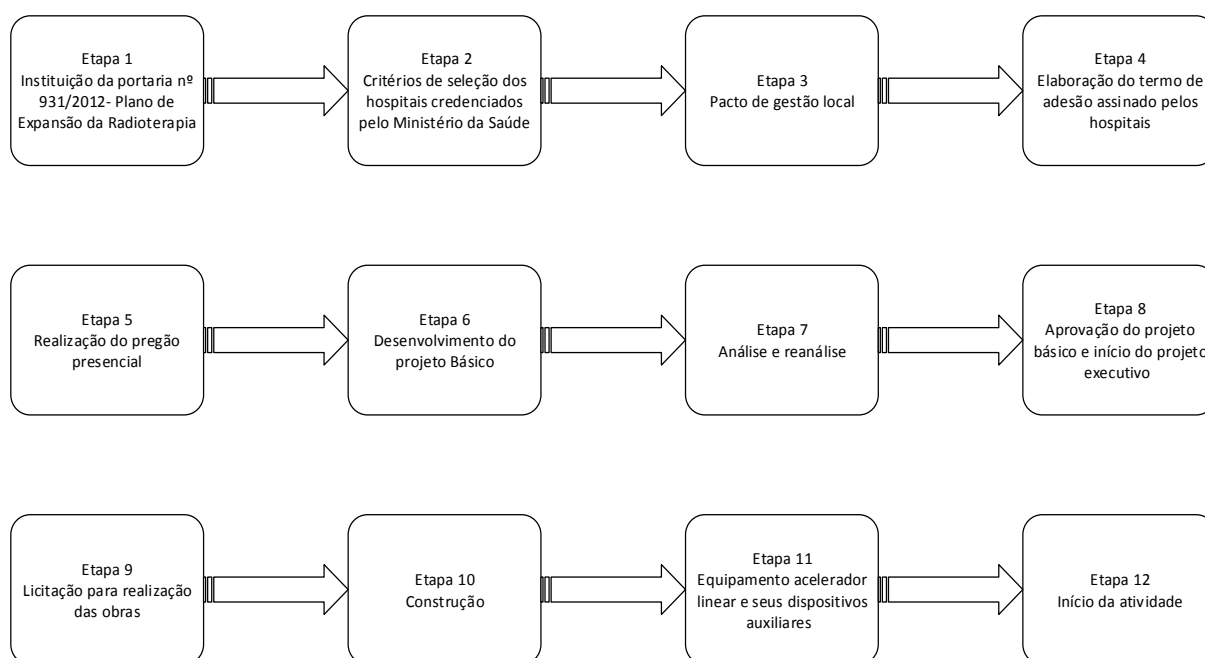 Etapa 1
Instituição da portaria nº
931/2012- Plano de
Expansão da Radioterapia
Etapa 2
Critérios de seleção dos
hospitais credenciados
pelo Ministério da Saúde
Etapa 3
Pacto de gestão local
Etapa 4
Elaboração do termo de
adesão assinado pelos
hospitais
Etapa 5
Realização do pregão
presencial
Etapa 6
Desenvolvimento do
projeto Básico
Etapa 7
Análise e reanálise
Etapa 8
Aprovação do projeto
básico e início do projeto
executivo
Etapa 9
Licitação para realização
das obras
Etapa 10
Construção
Etapa 11
Equipamento acelerador
linear e seus dispositivos
auxiliares
Etapa 12
Início da atividade